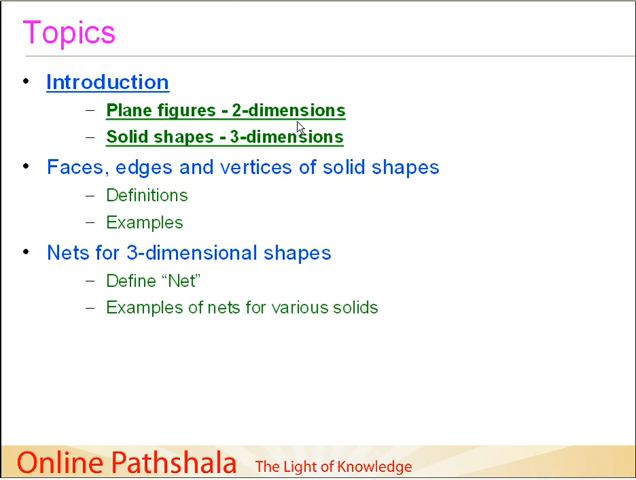 Topics
• Introduction
– Plane figures - 2-dimensions
– Solid shapes - 3-dimensions
• Faces, edges and vertices of solid shapes
– Definitions
– Examples
• Nets for 3-dimensional shapes
– Define “Net”
– Examples of nets for various solids
Online Pathshala The Light of Knowledge